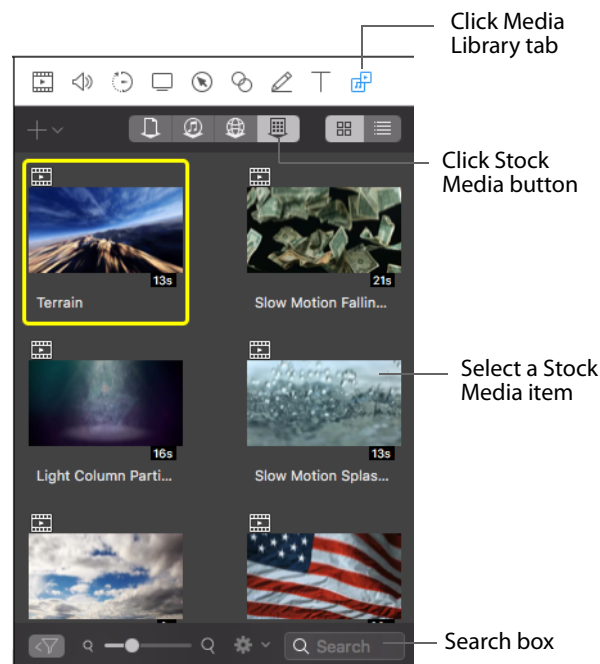 Click Media
Library tab
Click Stock
Media button
13s
21s
Terrain
Slow Motion Fallin...
Select a Stock
Media item
16s
13s
Light Column Parti...
Slow Motion Splas...
Search
Search box